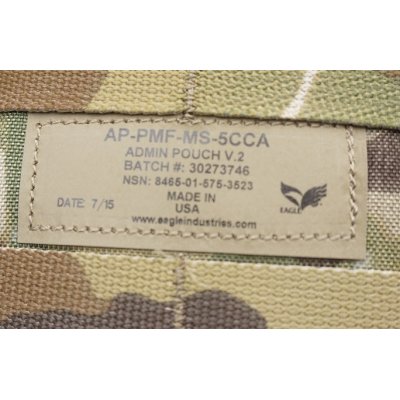 AP-PMF-MS-5CCA
ADMIN POUCH V.2
BATCH #: 30273746
NSN: 8465-01-575-3523
MADE IN
USA
DATE: 7/15
EAGLE
www.eagleindustries.com